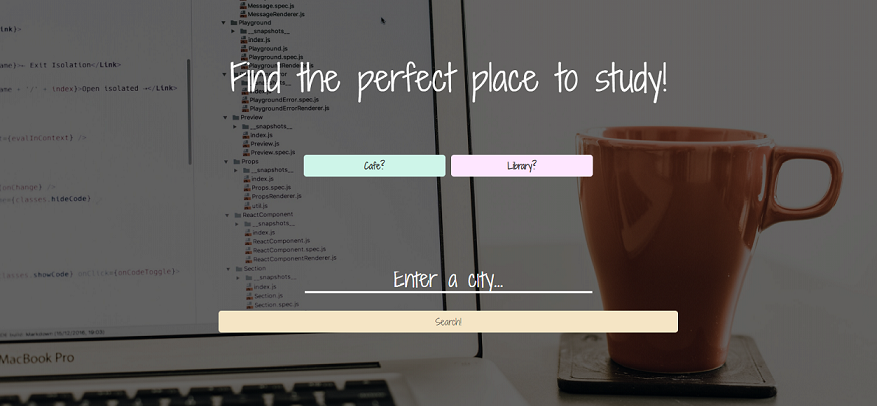 Message.spec.js
MessageRenderer.js
Playground
__snapshots__
index.js
Playground.js
Playground.spec.js
PlaygroundError.spec.js
PlaygroundErrorRenderer.js
Preview
__snapshots__
index.js
Preview.js
Preview.spec.js
Props
__snapshots__
index.js
Props.spec.js
PropsRenderer.js
util.js
ReactComponent
__snapshots__
index.js
ReactComponent.js
ReactComponent.spec.js
ReactComponentRenderer.js
Section
__snapshots__
index.js
Section.js
Section.spec.js
← Exit Isolation</Link>
+ '/' + index}>Open isolated →</Link>
={evalInContext} />
onChange} />
classes.hideCode)
classes.showCode) onClick={onCodeToggle}>
MacBook Pro
Find the perfect place to study!
Cafe?
Library?
Enter a city...
Search!